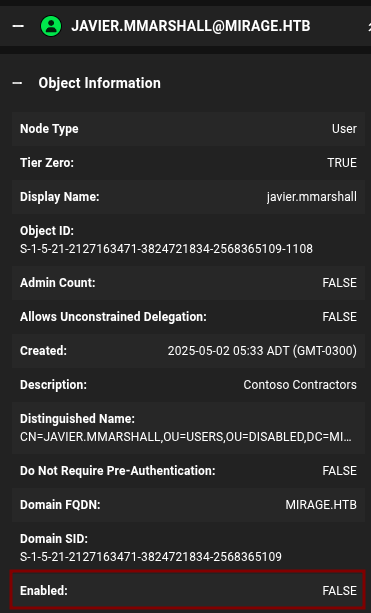 JAVIER.MMARSHALL@MIRAGE.HTB
Object Information
Node Type User
Tier Zero: TRUE
Display Name: javier.mmarshall
Object ID:
S-1-5-21-2127163471-3824721834-2568365109-1108
Admin Count: FALSE
Allows Unconstrained Delegation: FALSE
Created: 2025-05-02 05:33 ADT (GMT-0300)
Description: Contoso Contractors
Distinguished Name:
CN=JAVIER.MMARSHALL,OU=USERS,OU=DISABLED,DC=MI...
Do Not Require Pre-Authentication: FALSE
Domain FQDN: MIRAGE.HTB
Domain SID:
S-1-5-21-2127163471-3824721834-2568365109
Enabled: FALSE